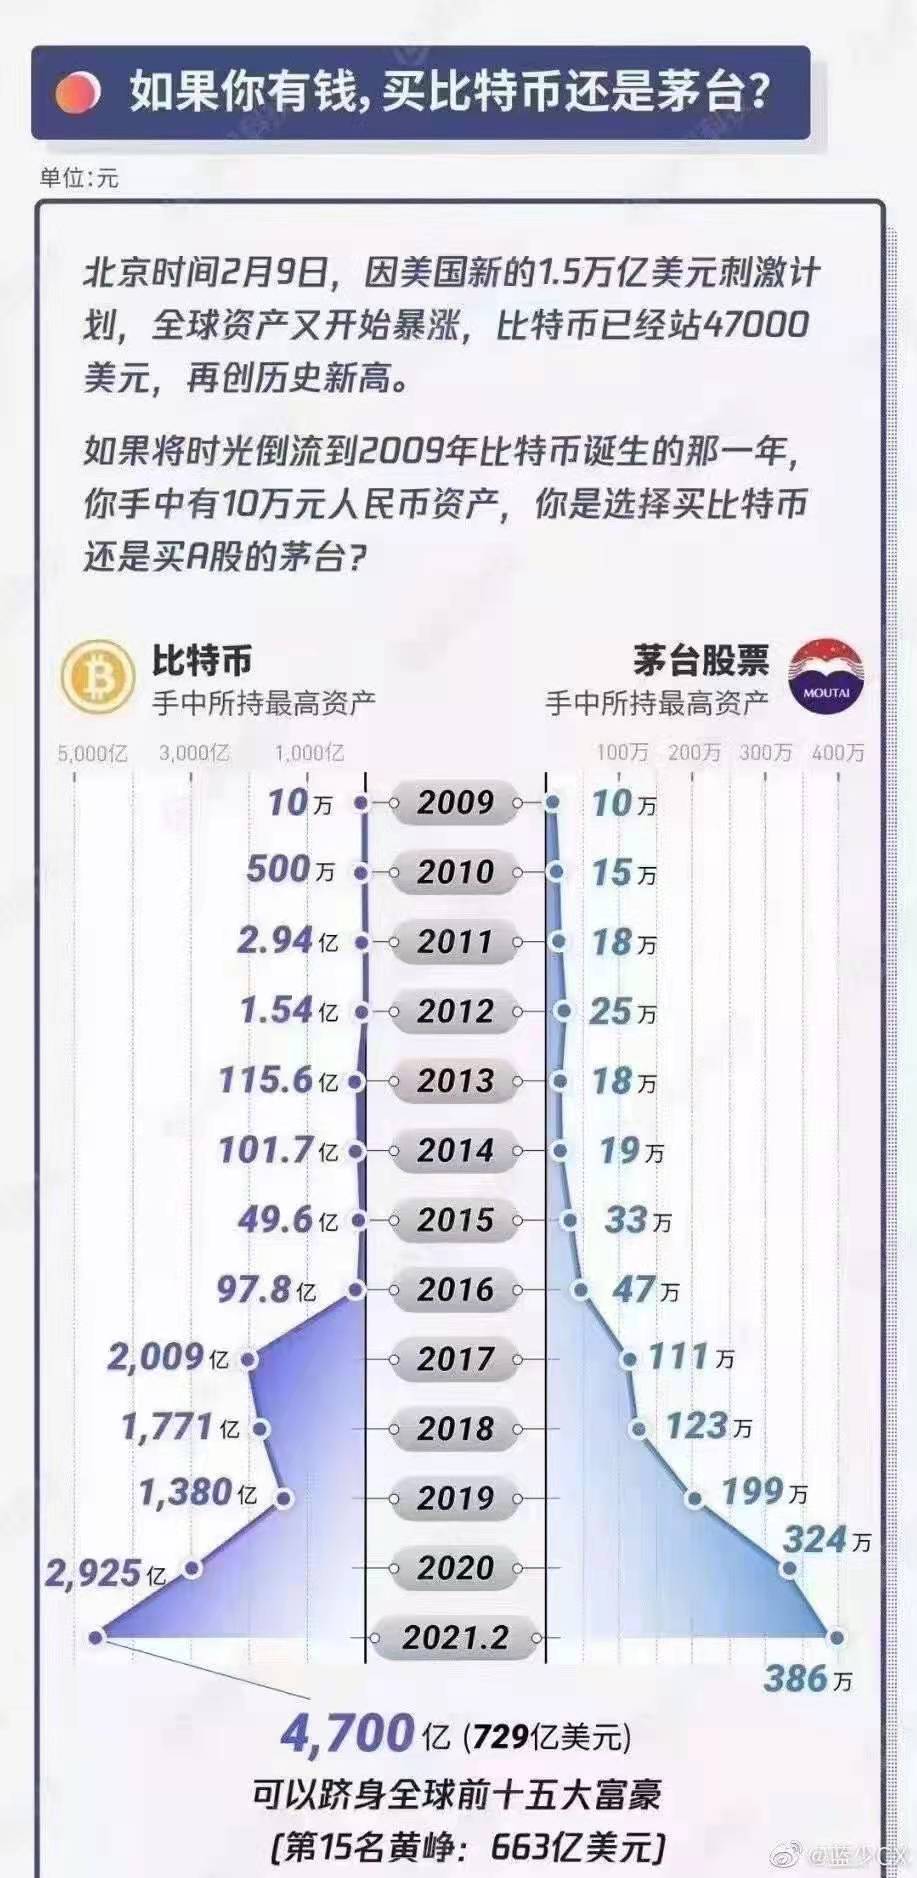 如果你有钱,买比特币还是茅台?
单位:元
北京时间2月9日，因美国新的1.5万亿美元刺激计
划，全球资产又开始暴涨，比特币已经站47000
美元，再创历史新高。
如果将时光倒流到2009年比特币诞生的那一年,
你手中有10万元人民币资产，你是选择买比特币
还是买A股的茅台?
比特币 茅台股票
手中所持最高资产 手中所持最高资产
MOUTAI
5,000亿 3,000亿 1,000亿 100万 200万 300万 400万
10万 2009 10万
500万 2010 15万
2.94亿 2011 18万
1.54亿 2012 25万
115.6亿 2013 18万
101.7亿 2014 19万
49.6亿 2015 33万
97.8亿 2016 47万
2,009亿 2017 111万
1,771亿 2018 123万
1,380亿 2019 199万
2,925亿 2020 324万
2021.2 386万
4,700亿 (729亿美元)
可以跻身全球前十五大富豪
(第15名黄峥: 663亿美元)
@蓝少CX